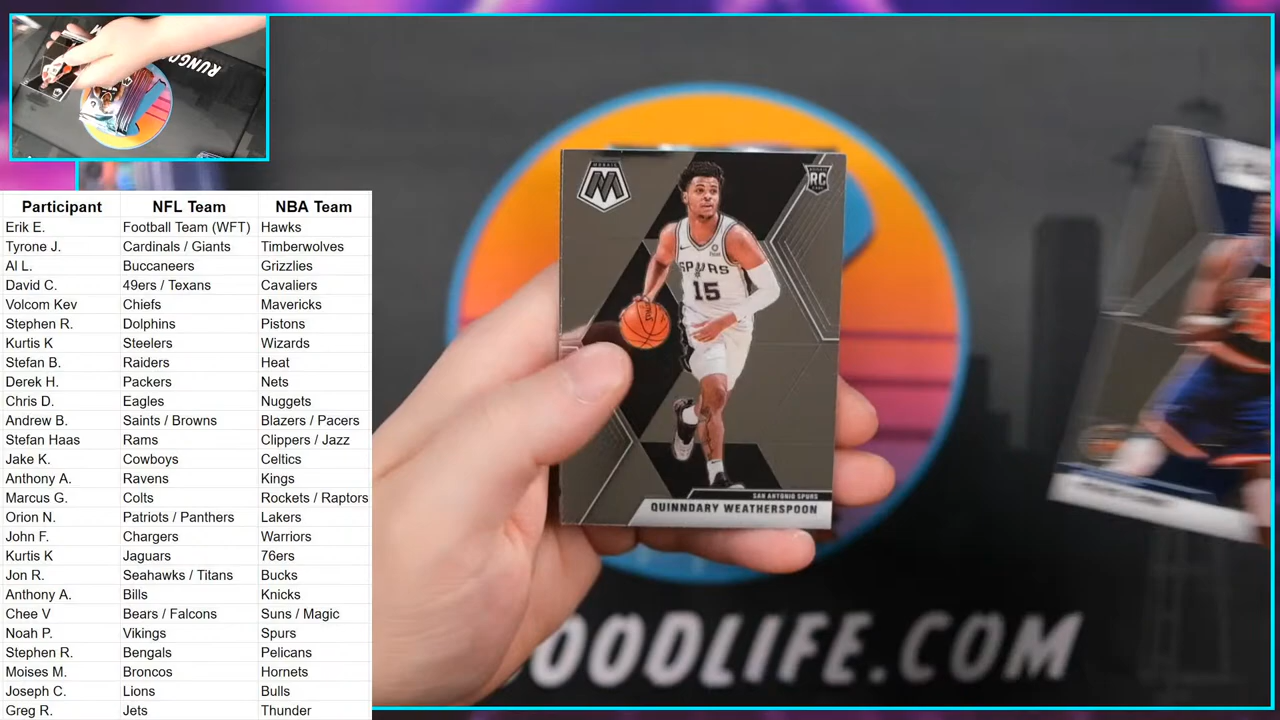 RUNGO
Participant NFL Team NBA Team
Erik E. Football Team (WFT) Hawks
Tyrone J. Cardinals / Giants Timberwolves
Al L. Buccaneers Grizzlies
David C. 49ers / Texans Cavaliers
Volcom Kev Chiefs Mavericks
Stephen R. Dolphins Pistons
Kurtis K Steelers Wizards
Stefan B. Raiders Heat
Derek H. Packers Nets
Chris D. Eagles Nuggets
Andrew B. Saints / Browns Blazers / Pacers
Stefan Haas Rams Clippers / Jazz
Jake K. Cowboys Celtics
Anthony A. Ravens Kings
Marcus G. Colts Rockets / Raptors
Orion N. Patriots / Panthers Lakers
John F. Chargers Warriors
Kurtis K Jaguars 76ers
Jon R. Seahawks / Titans Bucks
Anthony A. Bills Knicks
Chee V Bears / Falcons Suns / Magic
Noah P. Vikings Spurs
Stephen R. Bengals Pelicans
Moises M. Broncos Hornets
Joseph C. Lions Bulls
Greg R. Jets Thunder
MOSAIC
M
RC
SPURS
15
SAN ANTONIO SPURS
QUINNDARY WEATHERSPOON
OODLIFE.COM